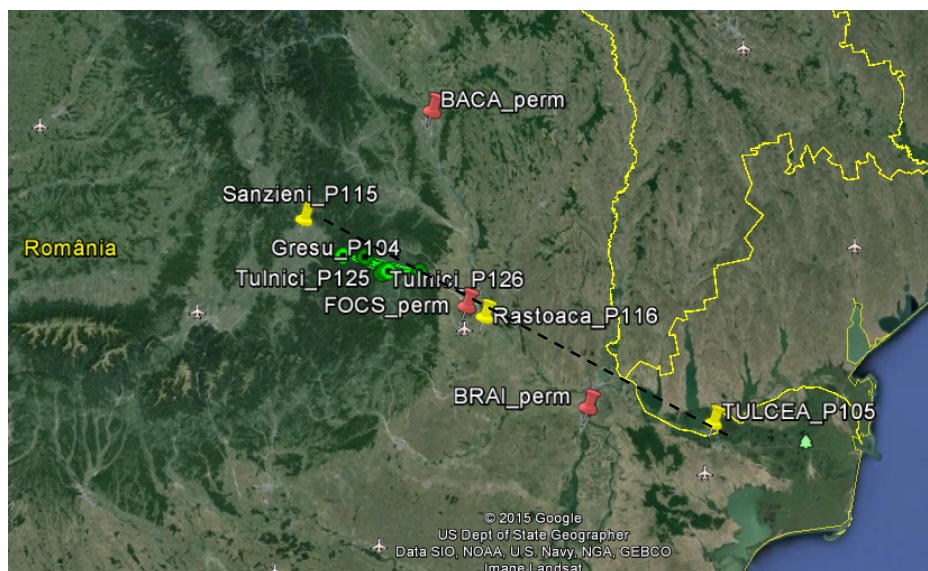 BACA_perm
Sanzieni_P115
România
Gresu_P104
Tulnici_P125
Tulnici_P126
FOCS_perm
Rastoaca_P116
BRAI_perm
TULCEA_P105
© 2015 Google
US Dept of State Geographer
Data SIO, NOAA, U.S. Navy, NGA, GEBCO
Image Landsat